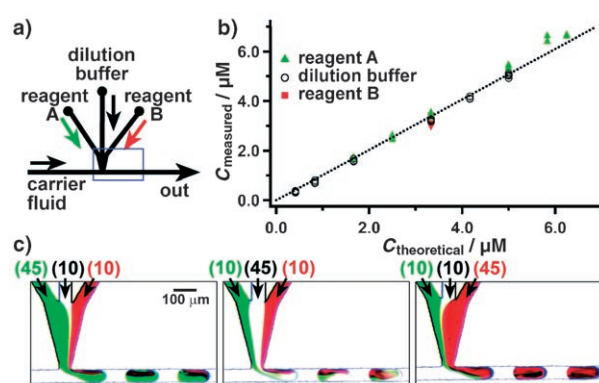 a)
dilution
buffer
reagent
A
reagent
B
carrier
fluid
out
b)
C measured / µM
6.0
4.0
2.0
0.0
reagent A
dilution buffer
reagent B
0.0
2.0
4.0
6.0
C theoretical / µM
c)
(45) (10) (10)
100 µm
(10) (45) (10)
(10) (10) (45)